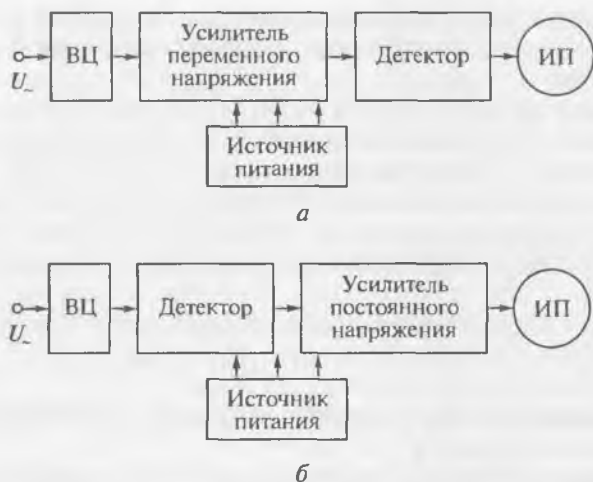 ВЦ
Усилитель
переменного
напряжения
Детектор
ИП
U~
Источник
питания
а
ВЦ
Детектор
Усилитель
постоянного
напряжения
ИП
U~
Источник
питания
б